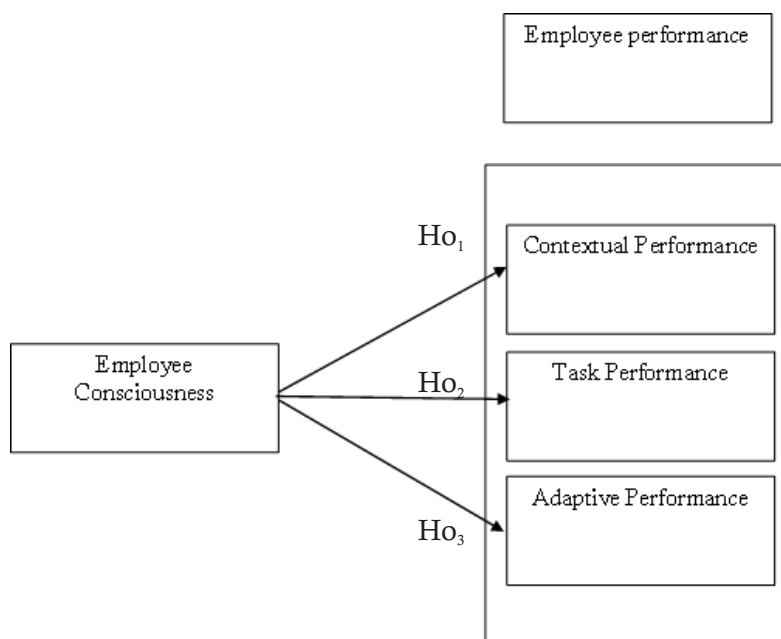 Employee performance
Ho₁
Contextual Performance
Employee
Consciousness
Ho₂
Task Performance
Adaptive Performance
Ho₃